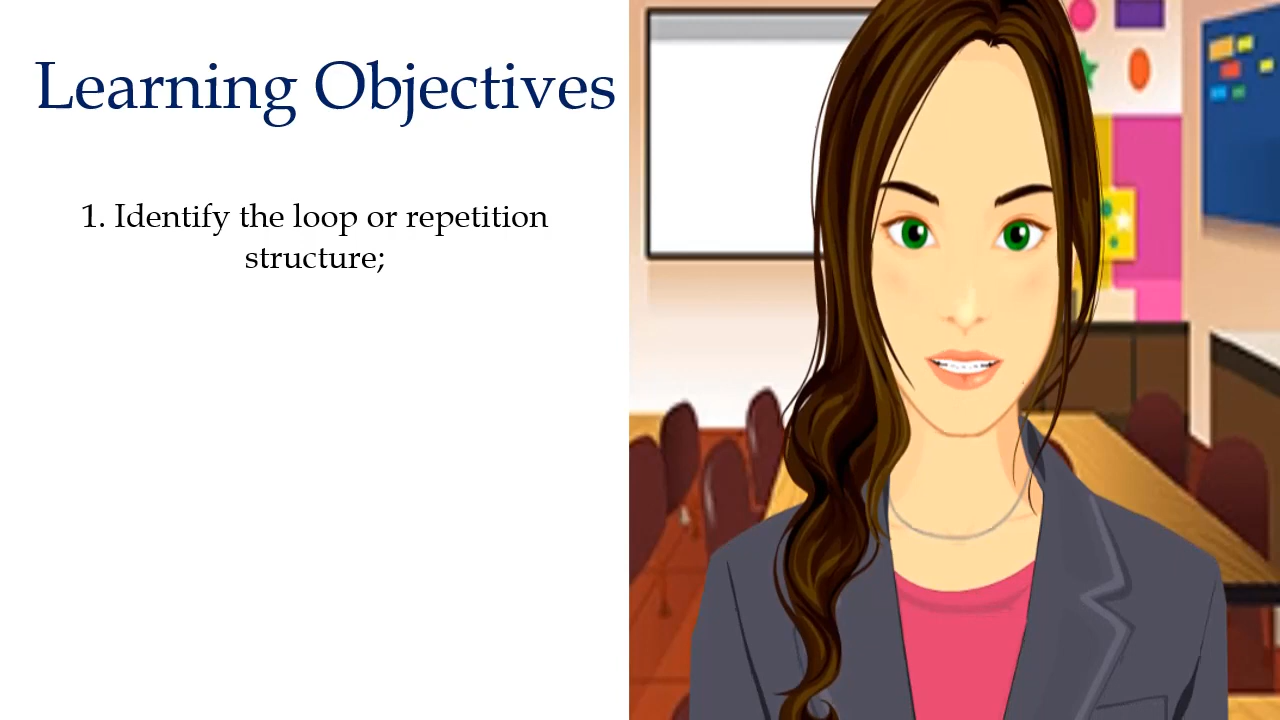 Learning Objectives
1. Identify the loop or repetition
structure;